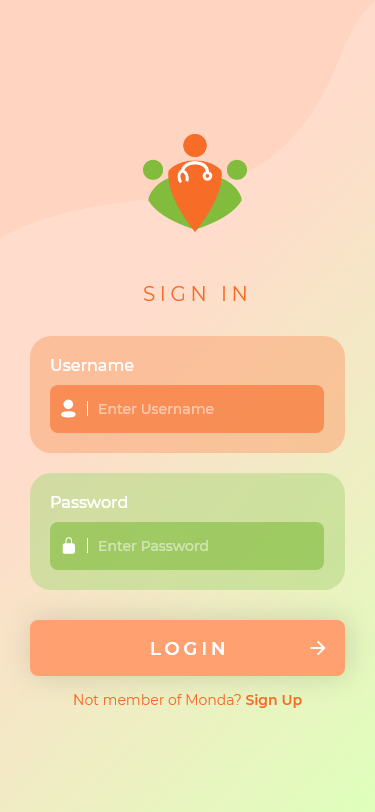 SIGN IN
Username
Enter Username
Password
Enter Password
LOGIN
Not member of Monda? Sign Up